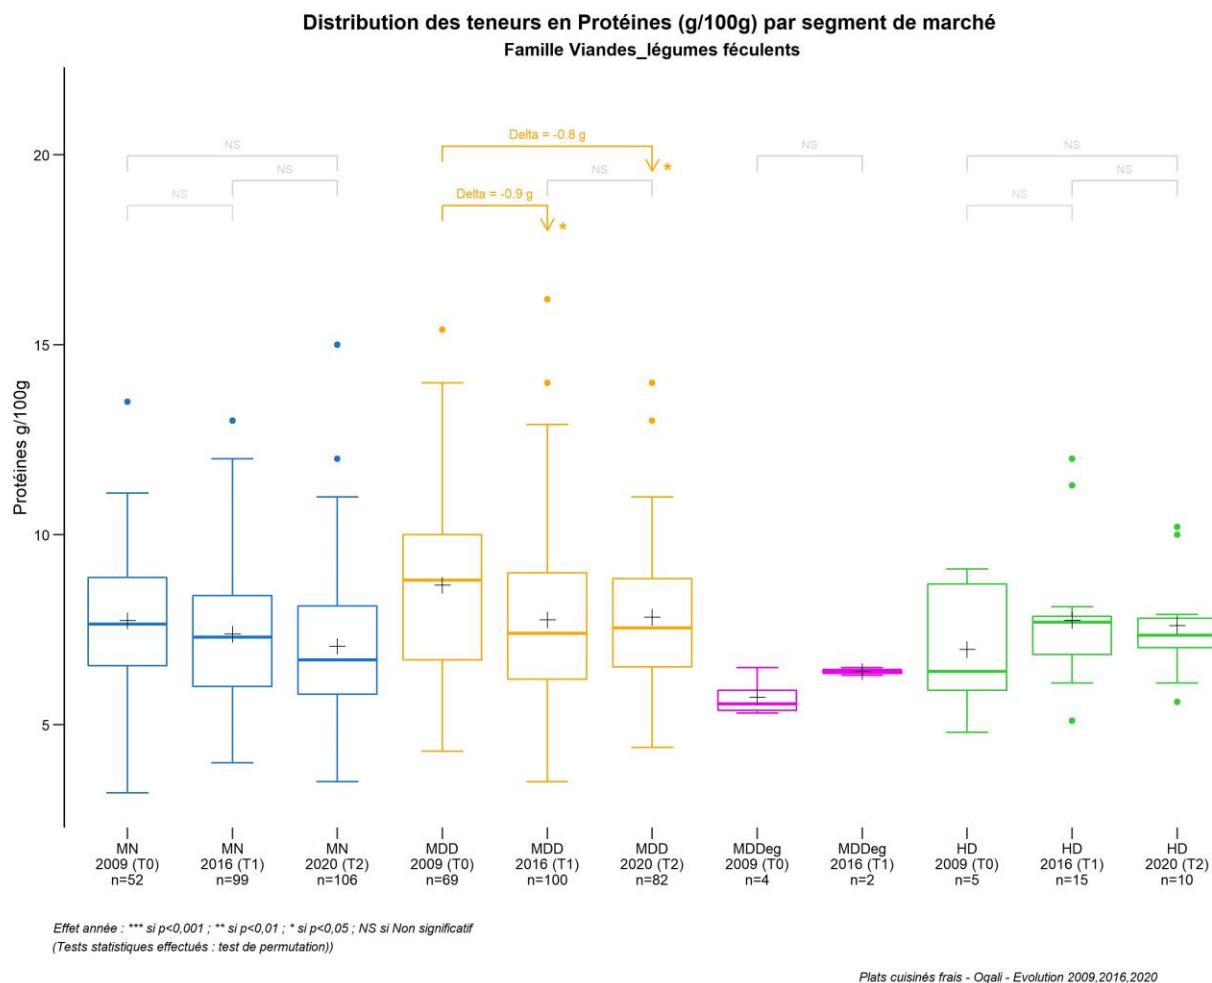 Distribution des teneurs en Protéines (g/100g) par segment de marché
Famille Viandes_légumes féculents
Delta = -0.8 g
NS
NS
NS
*
NS
NS
NS
Delta = -0.9 g
NS
NS
*
20
15
10
5
Protéines g/100g
MN
2009 (T0)
n=52
MN
2016 (T1)
n=99
MN
2020 (T2)
n=106
MDD
2009 (T0)
n=69
MDD
2016 (T1)
n=100
MDD
2020 (T2)
n=82
MDDeg
2009 (T0)
n=4
MDDeg
2016 (T1)
n=2
HD
2009 (T0)
n=5
HD
2016 (T1)
n=15
HD
2020 (T2)
n=10
Effet année : *** si p<0,001 ; ** si p<0,01 ; * si p<0,05 ; NS si Non significatif
(Tests statistiques effectués : test de permutation))
Plats cuisinés frais - Oqali - Evolution 2009,2016,2020